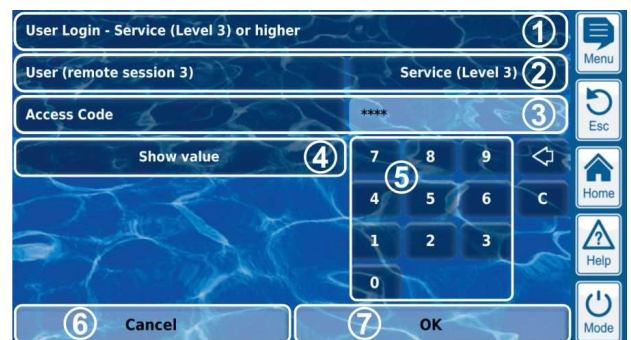 User Login - Service (Level 3) or higher ①
Menu
User (remote session 3) Service (Level 3) ②
Access Code **** ③
Esc
Show value ④ 7 8 9
⑤
4 5 6 C
Home
1 2 3
Help
0
⑥ Cancel ⑦ OK
Mode